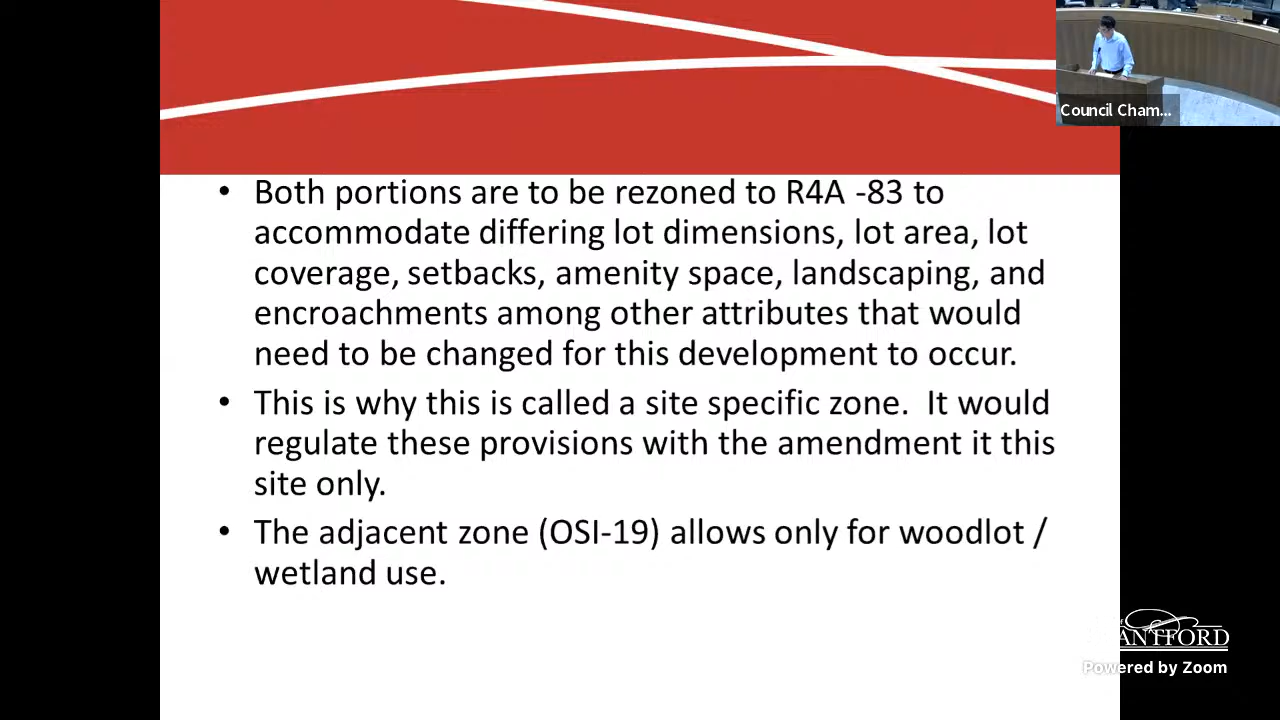 Council Cham...
• Both portions are to be rezoned to R4A -83 to
accommodate differing lot dimensions, lot area, lot
coverage, setbacks, amenity space, landscaping, and
encroachments among other attributes that would
need to be changed for this development to occur.
• This is why this is called a site specific zone.  It would
regulate these provisions with the amendment it this
site only.
• The adjacent zone (OSI-19) allows only for woodlot /
wetland use.
ANTFORD
Powered by Zoom